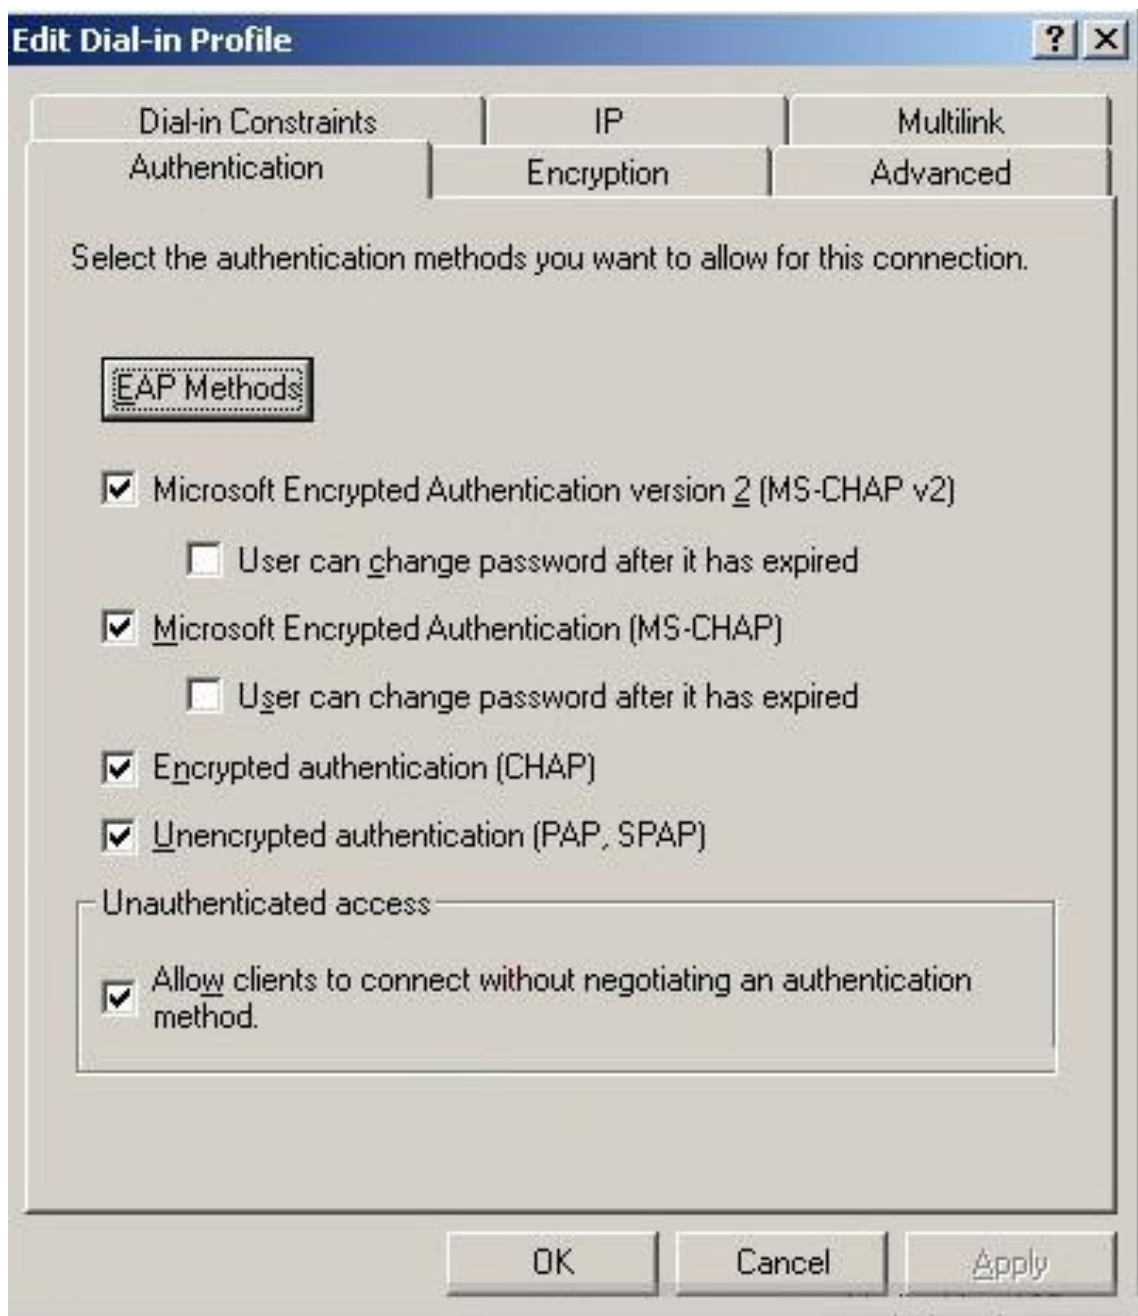 Edit Dial-in Profile
Dial-in Constraints
IP
Multilink
Authentication
Encryption
Advanced
Select the authentication methods you want to allow for this connection.
EAP Methods
Microsoft Encrypted Authentication version 2 (MS-CHAP v2)
User can change password after it has expired
Microsoft Encrypted Authentication (MS-CHAP)
User can change password after it has expired
Encrypted authentication (CHAP)
Unencrypted authentication (PAP, SPAP)
Unauthenticated access
Allow clients to connect without negotiating an authentication
method.
OK
Cancel
Apply